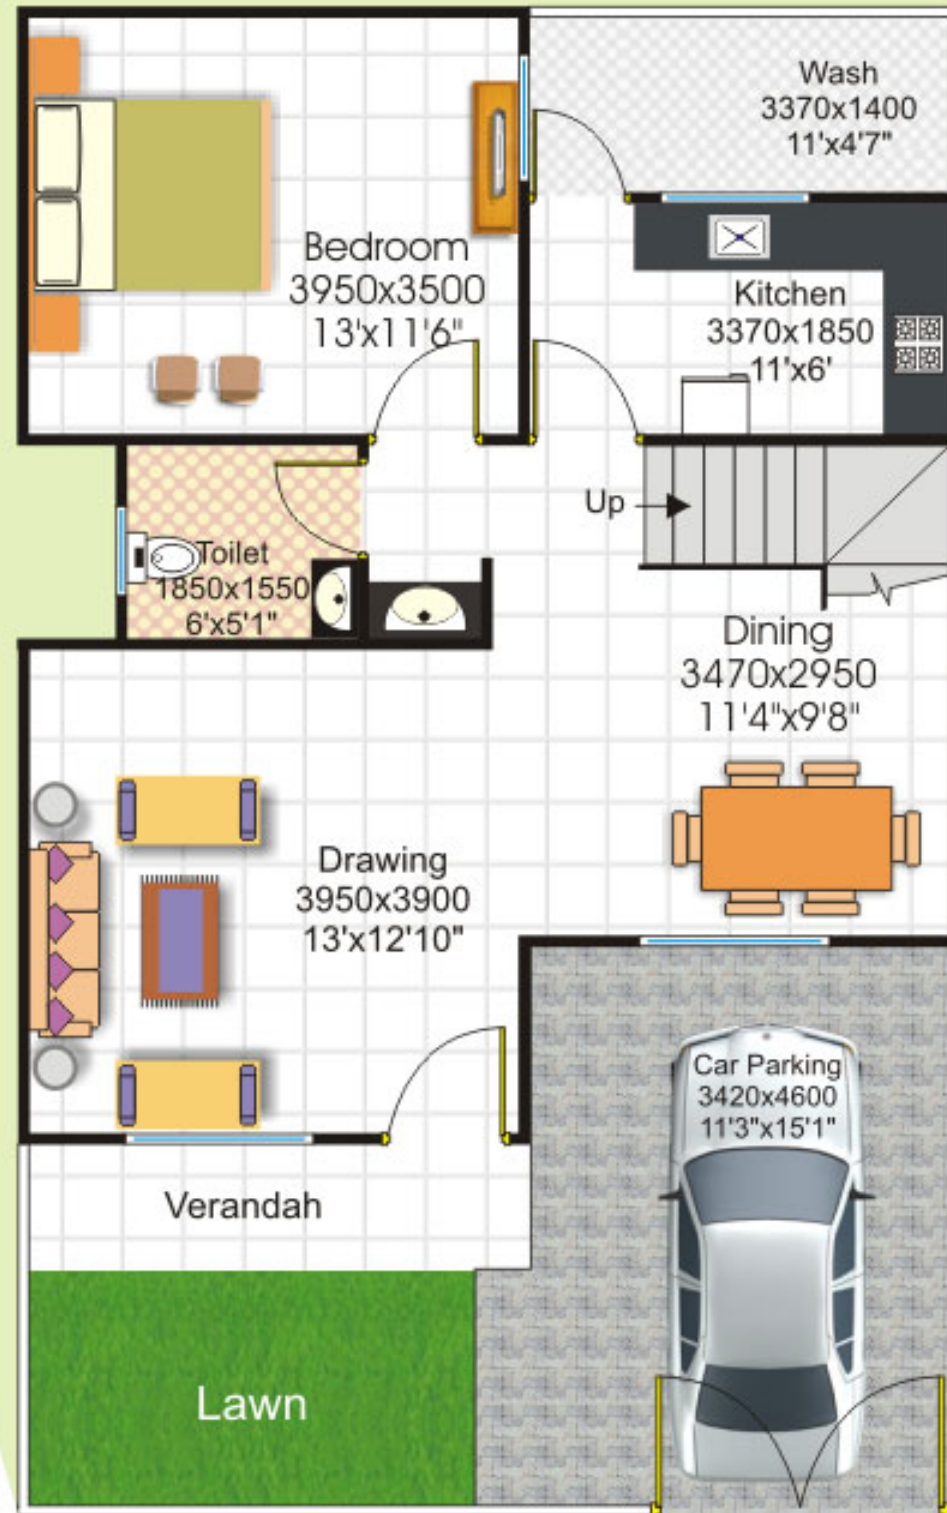 Wash
3370x1400
11'x4'7"
Bedroom
3950x3500
13'x11'6"
Kitchen
3370x1850
11'x6'
Up
Toilet
1850x1550
6'x5'1"
Dining
3470x2950
11'4"x9'8"
Drawing
3950x3900
13'x12'10"
Car Parking
3420x4600
11'3"x15'1"
Verandah
Lawn